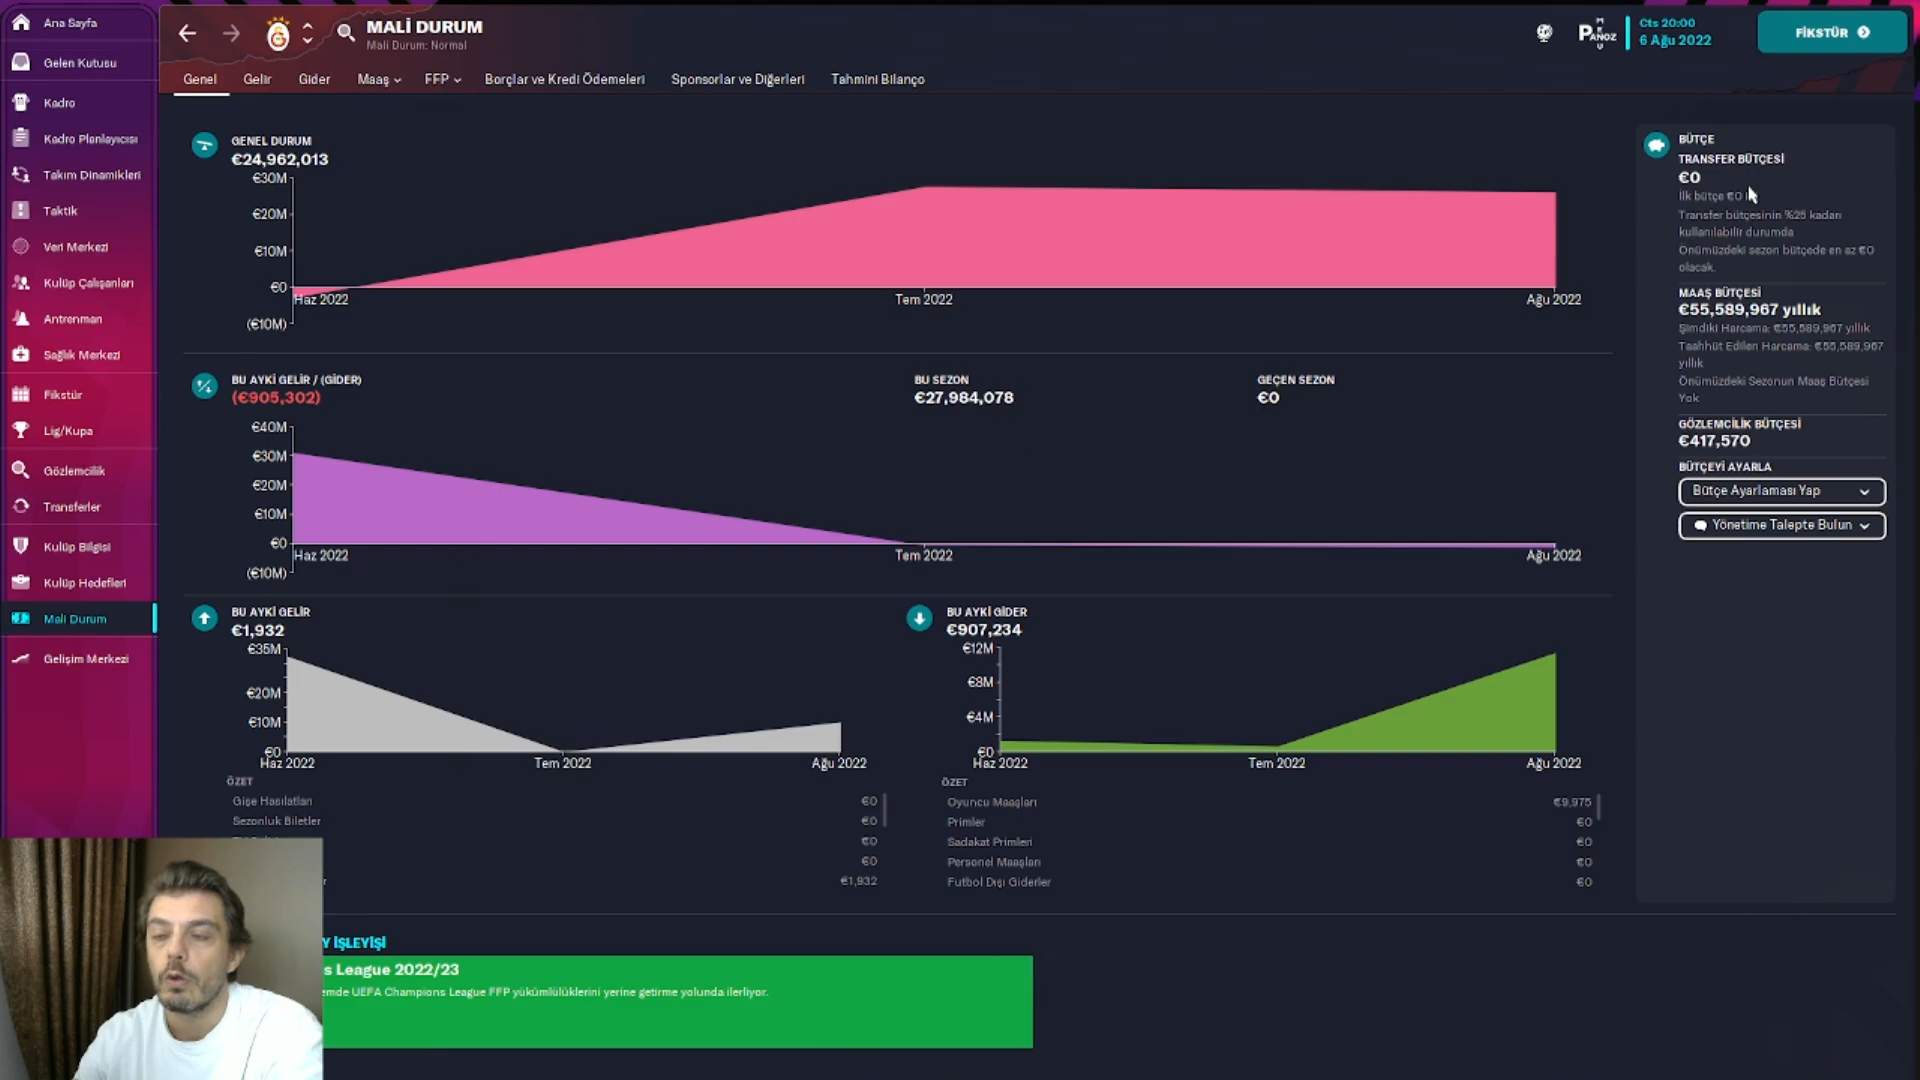 Ana Sayfa
Gelen Kutusu
Kadro
Kadro Planlayıcısı
Takım Dinamikleri
Taktik
Veri Merkezi
Kulüp Çalışanları
Antrenman
Sağlık Merkezi
Fikstür
Lig/Kupa
Gözlemcilik
Transferler
Kulüp Bilgisi
Kulüp Hedefleri
Mali Durum
Gelişim Merkezi
MALİ DURUM
Mali Durum: Normal
Cts 20:00
6 Ağu 2022
FİKSTÜR
Genel Gelir Gider Maaş FFP Borçlar ve Kredi Ödemeleri Sponsorlar ve Diğerleri Tahmini Bilanço
GENEL DURUM
€24,962,013
€30M
€20M
€10M
€0
(€10M)
Haz 2022 Tem 2022 Ağu 2022
BU AYKİ GELİR / (GİDER)
(€905,302)
BU SEZON
€27,984,078
GEÇEN SEZON
€0
€40M
€30M
€20M
€10M
€0
(€10M)
Haz 2022 Tem 2022 Ağu 2022
BU AYKİ GELİR
€1,932
€35M
€20M
€10M
€0
Haz 2022 Tem 2022 Ağu 2022
ÖZET
Gişe Hasılatları €0
Sezonluk Biletler €0
€0
€0
r €1,932
BU AYKİ GİDER
€907,234
€12M
€8M
€4M
€0
Haz 2022 Tem 2022 Ağu 2022
ÖZET
Oyuncu Maaşları €9,975
Primler €0
Sadakat Primleri €0
Personel Maaşları €0
Futbol Dışı Giderler €0
Y İŞLEYİŞİ
s League 2022/23
emde UEFA Champions League FFP yükümlülüklerini yerine getirme yolunda ilerliyor.
BÜTÇE
TRANSFER BÜTÇESİ
€0
İlk bütçe €0
Transfer bütçesinin %25 kadarı
kullanılabilir durumda
Önümüzdeki sezon bütçede en az €0
olacak.
MAAŞ BÜTÇESİ
€55,589,967 yıllık
Şimdiki Harcama: €55,589,967 yıllık
Taahhüt Edilen Harcama: €55,589,967
yıllık
Önümüzdeki Sezonun Maaş Bütçesi
Yok
GÖZLEMCİLİK BÜTÇESİ
€417,570
BÜTÇEYİ AYARLA
Bütçe Ayarlaması Yap
Yönetime Talepte Bulun